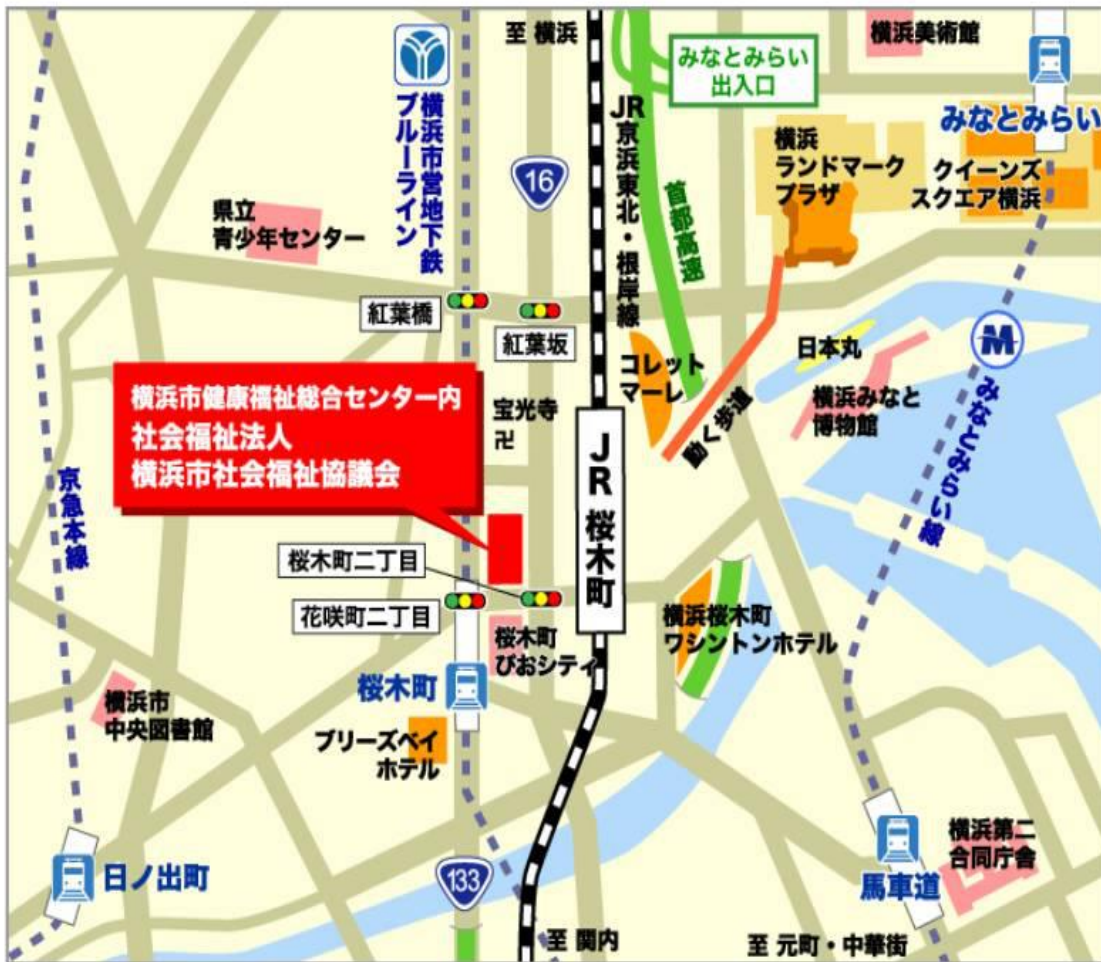 至 横浜
みなとみらい
出入口
横浜美術館
横浜市営地下鉄
ブルーライン
16
JR京浜東北・根岸線
首都高速
横浜
ランドマーク
プラザ
みなとみらい
クイーンズ
スクエア横浜
県立
青少年センター
紅葉橋
紅葉坂
コレット
マーレ
動く歩道
日本丸
横浜みなと
博物館
みなとみらい線
横浜市健康福祉総合センター内
社会福祉法人
横浜市社会福祉協議会
宝光寺
卍
JR 桜木町
京急本線
桜木町二丁目
花咲町二丁目
桜木町
ぴおシティ
横浜桜木町
ワシントンホテル
桜木町
横浜市
中央図書館
ブリーズベイ
ホテル
日ノ出町
133
馬車道
横浜第二
合同庁舎
至 関内
至 元町・中華街